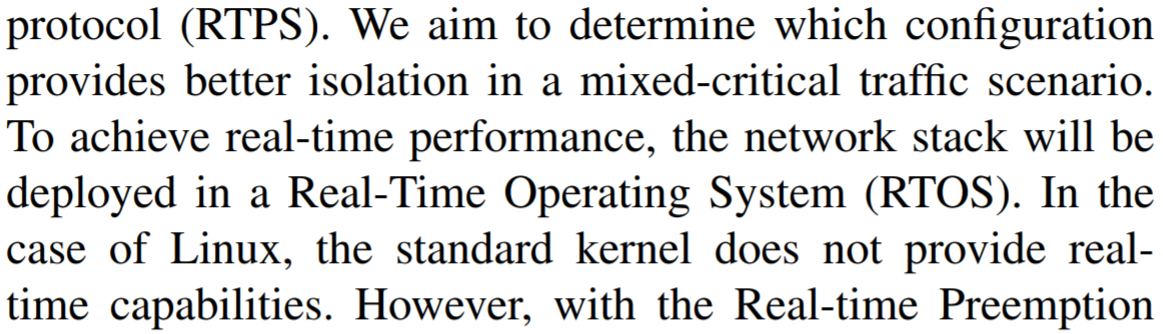 protocol (RTPS). We aim to determine which configuration
provides better isolation in a mixed-critical traffic scenario.
To achieve real-time performance, the network stack will be
deployed in a Real-Time Operating System (RTOS). In the
case of Linux, the standard kernel does not provide real-
time capabilities. However, with the Real-time Preemption